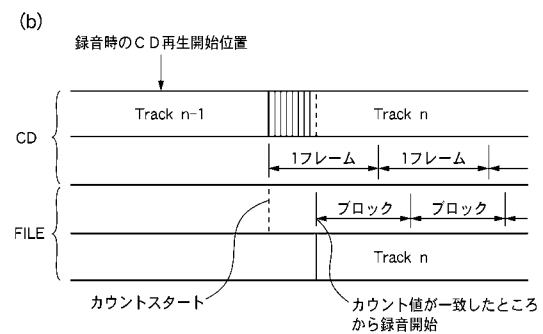 (b)
録音時のCD再生開始位置
Track n-1
Track n
CD
1フレーム
1フレーム
ブロック
ブロック
FILE
Track n
カウントスタート
カウント値が一致したところ
から録音開始